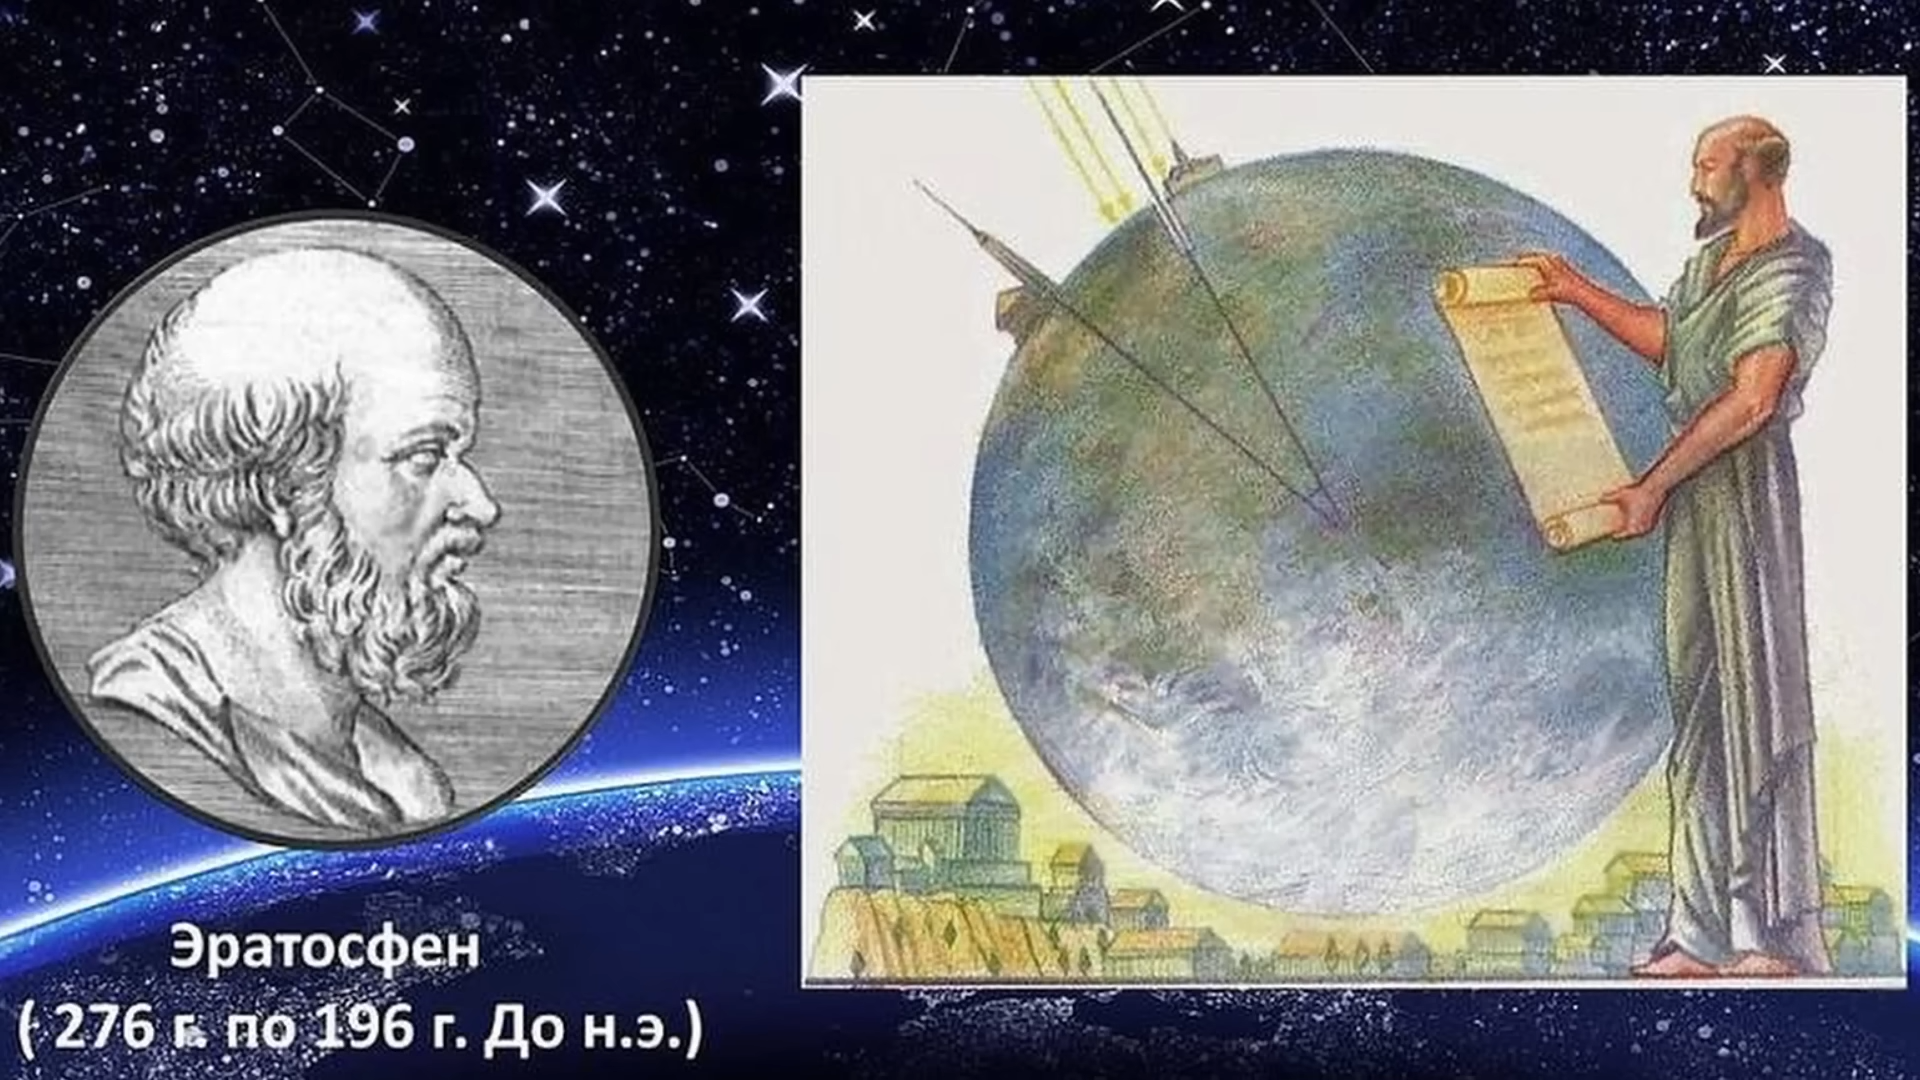 Эратосфен
( 276 г. по 196 г. До н.э.)